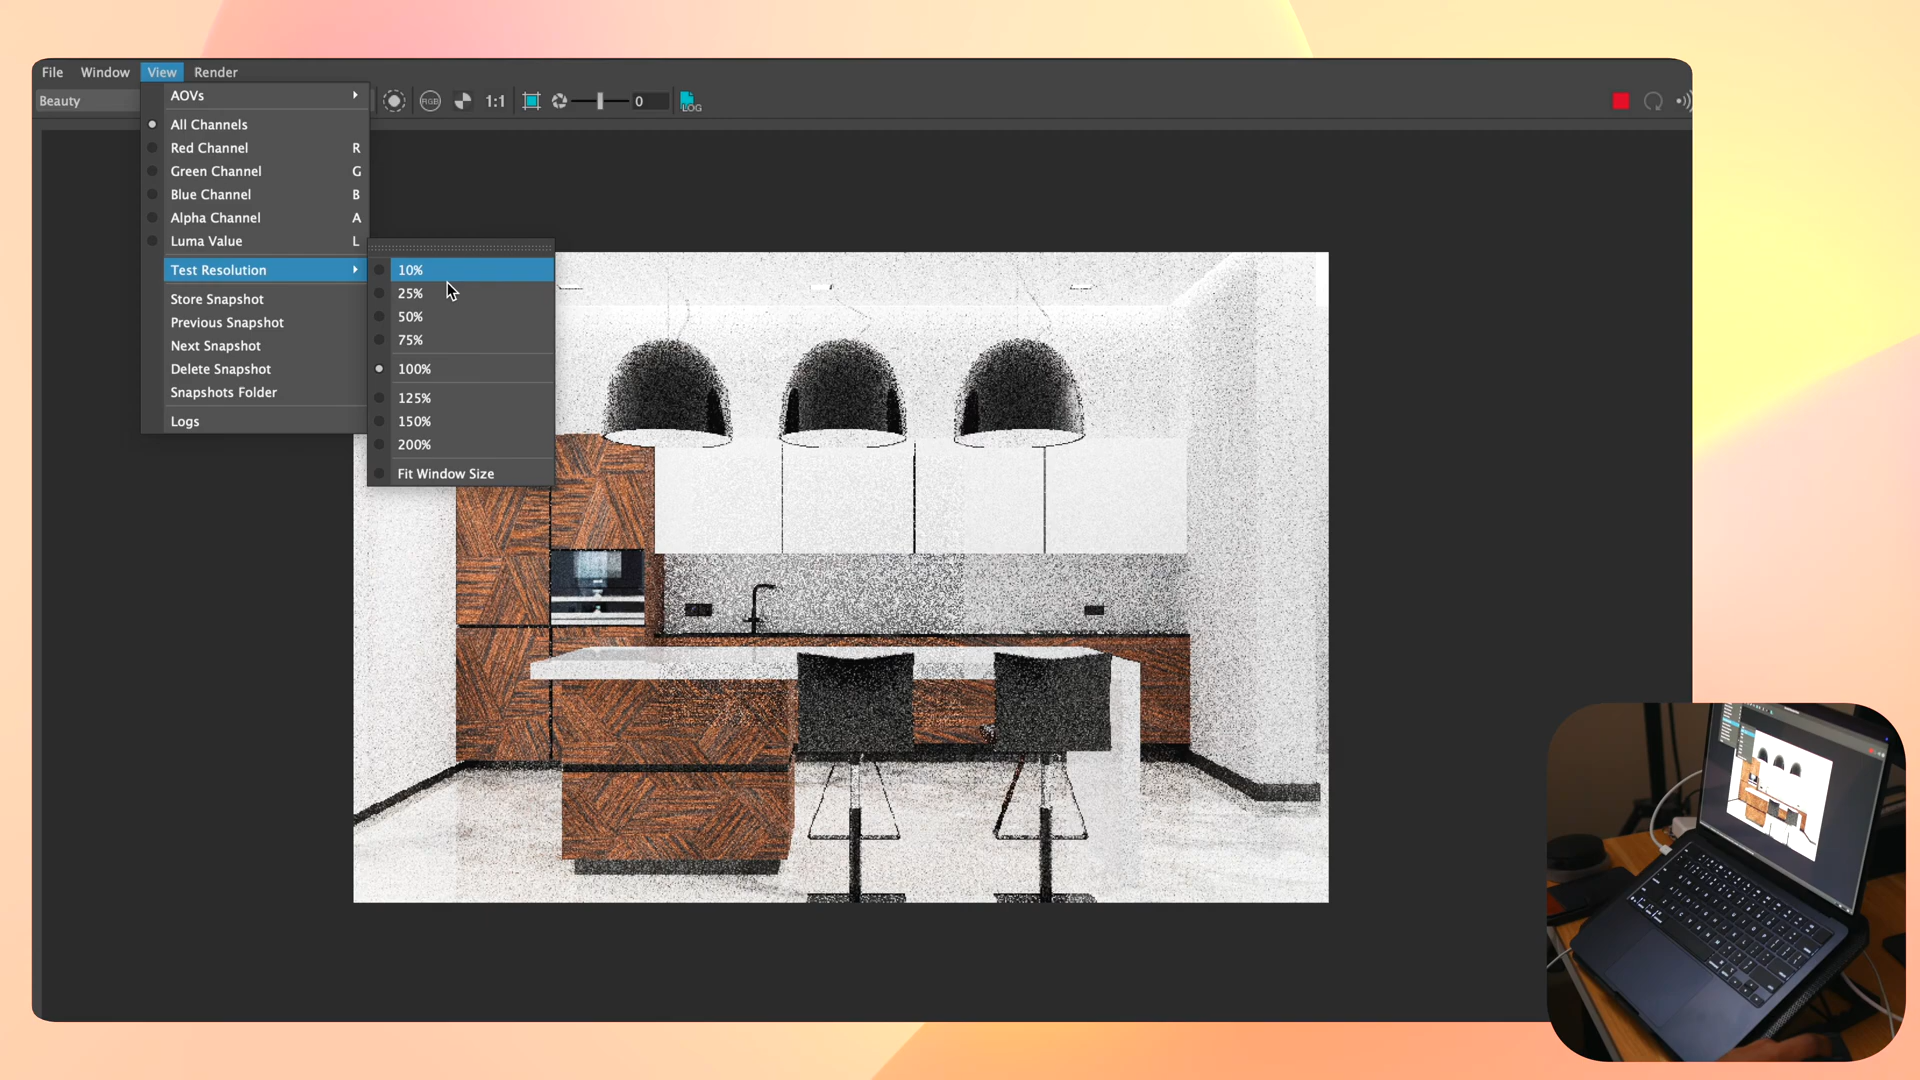 File Window View Render
Beauty
RGB
1:1
0
LOG
AOVs
All Channels
Red Channel R
Green Channel G
Blue Channel B
Alpha Channel A
Luma Value L
Test Resolution
Store Snapshot
Previous Snapshot
Next Snapshot
Delete Snapshot
Snapshots Folder
Logs
10%
25%
50%
75%
100%
125%
150%
200%
Fit Window Size